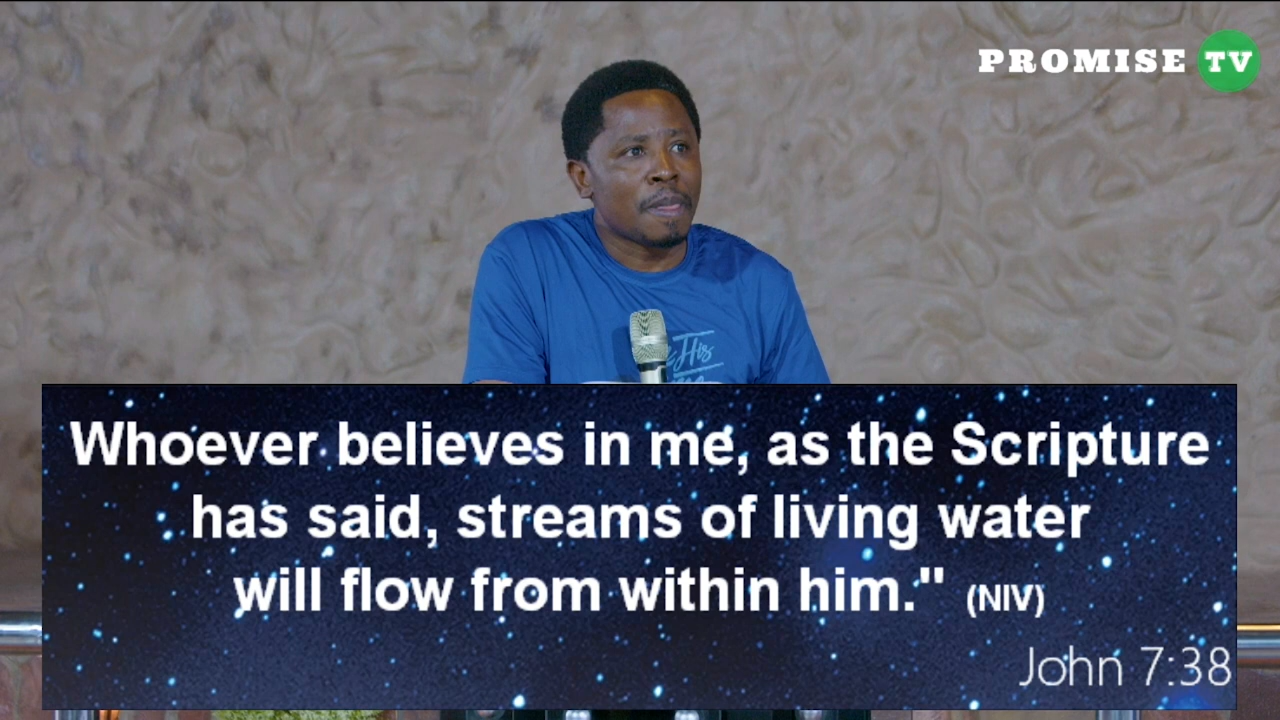 PROMISE TV
His
Whoever believes in me, as the Scripture
has said, streams of living water
will flow from within him." (NIV)
John 7:38